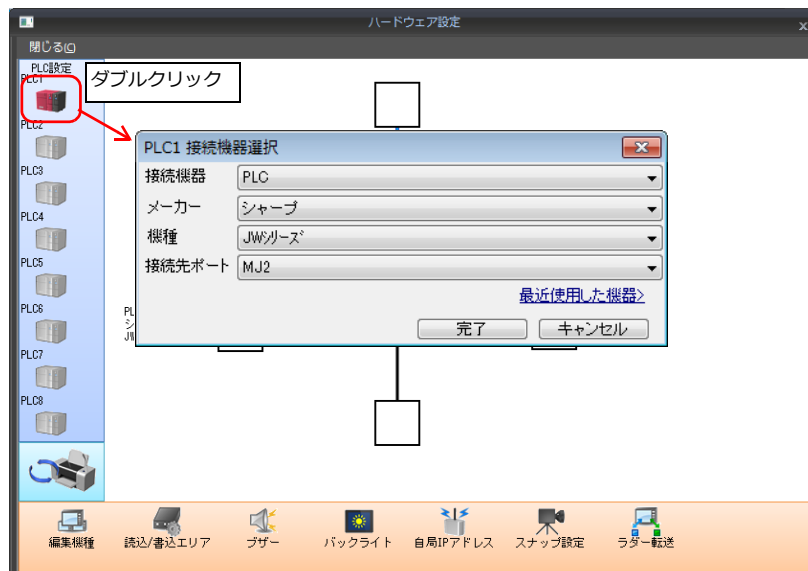 ハードウェア設定
x
閉じる(C)
PLC設定
PLC1
ダブルクリック
PLC2
PLC3
PLC4
PLC5
PLC6
PLC7
PLC8
PLC1 接続機器選択
接続機器 PLC
メーカー シャープ
機種 JWシリーズ
接続先ポート MJ2
最近使用した機器>
完了 キャンセル
PL
シ
JW
編集機種 読込/書込エリア ブザー バックライト 自局IPアドレス スナップ設定 ラダー転送